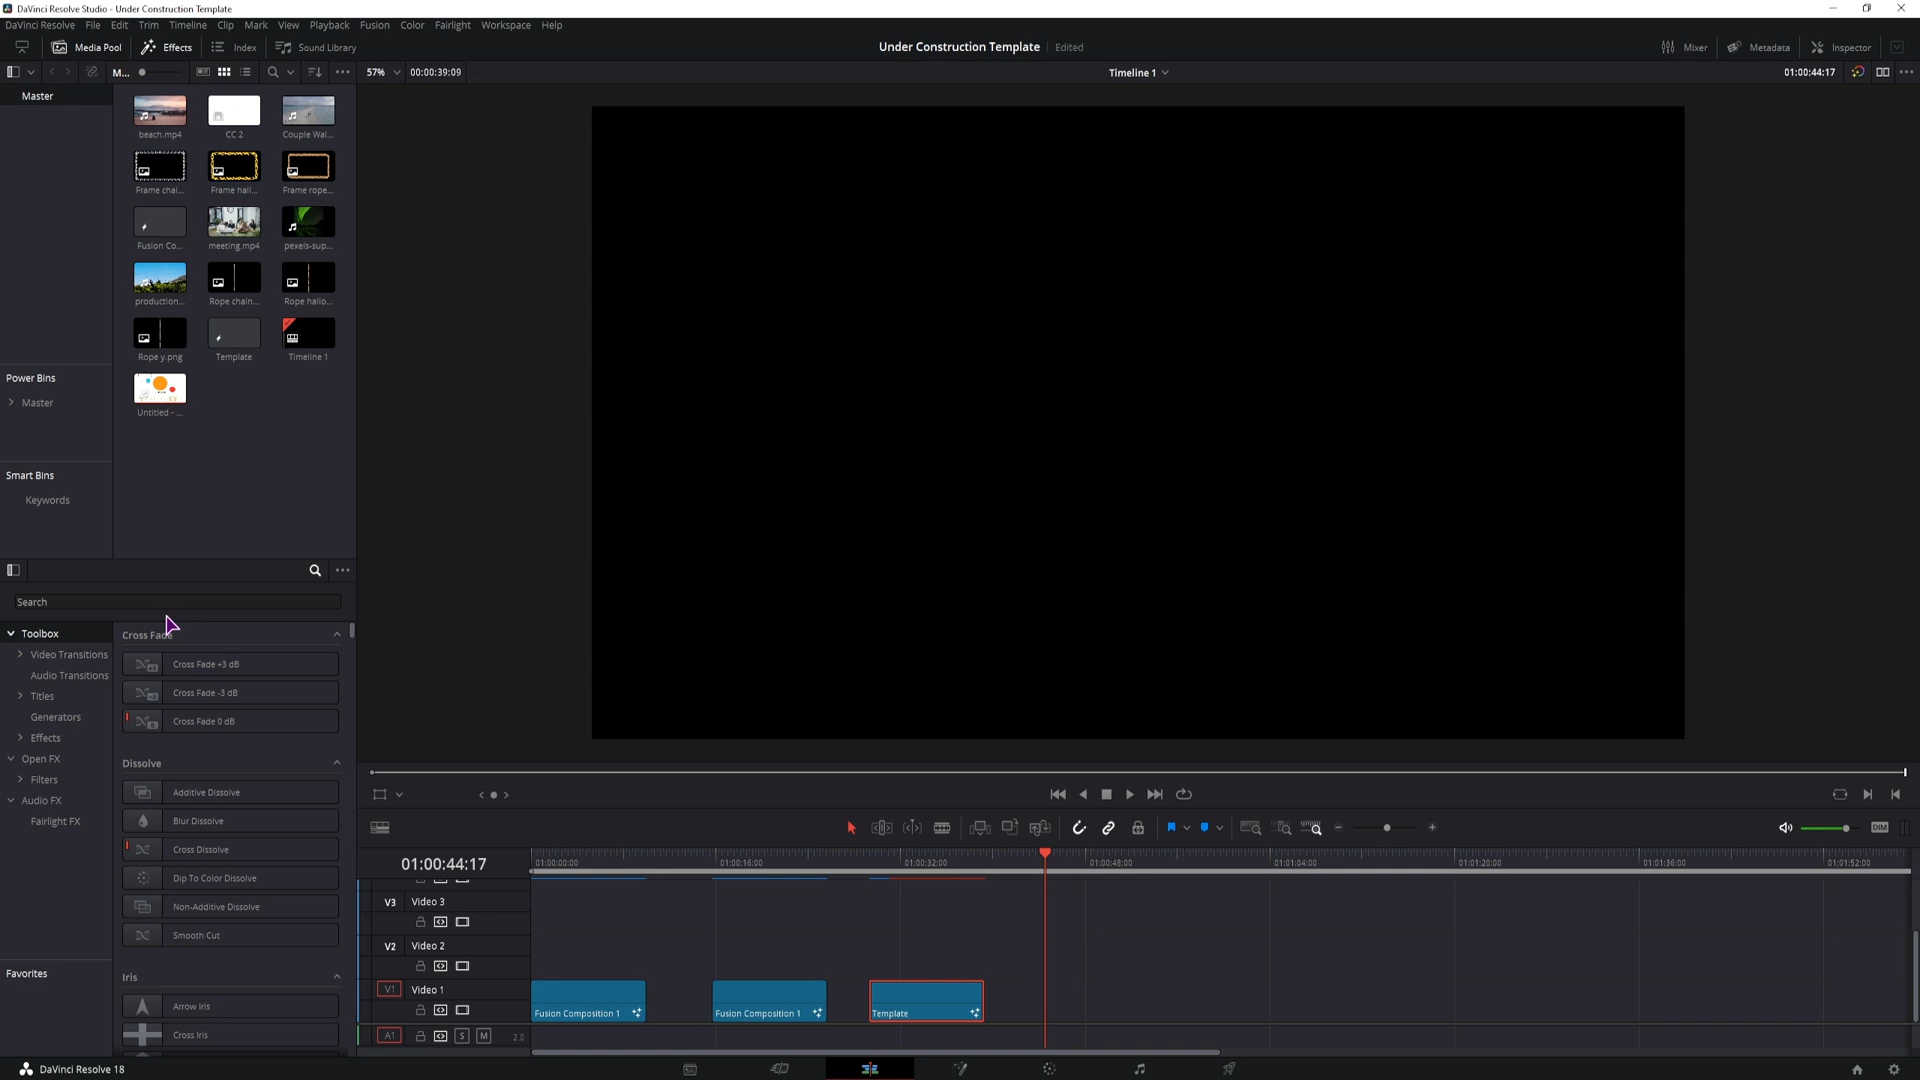 DaVinci Resolve Studio - Under Construction Template
DaVinci Resolve File Edit Trim Timeline Clip Mark View Playback Fusion Color Fairlight Workspace Help
Media Pool Effects Index Sound Library
Under Construction Template Edited
Mixer Metadata Inspector
M...
57% 00:00:39:09
Timeline 1
01:00:44:17
Master
beach.mp4 CC 2 Couple Wal...
Frame chai... Frame hall... Frame rope...
Fusion Co... meeting.mp4 pexels-sup...
production... Rope chain... Rope hallo...
Rope y.png Template Timeline 1
Untitled - ...
Power Bins
Master
Smart Bins
Keywords
Search
Toolbox
Video Transitions
Audio Transitions
Titles
Generators
Effects
Open FX
Filters
Audio FX
Fairlight FX
Favorites
Cross Fade
Cross Fade +3 dB
Cross Fade -3 dB
Cross Fade 0 dB
Dissolve
Additive Dissolve
Blur Dissolve
Cross Dissolve
Dip To Color Dissolve
Non-Additive Dissolve
Smooth Cut
Iris
Arrow Iris
Cross Iris
DIM
01:00:44:17
01:00:00:00 01:00:16:00 01:00:32:00 01:00:48:00 01:01:04:00 01:01:20:00 01:01:36:00 01:01:52:00
V3 Video 3
V2 Video 2
V1 Video 1
Fusion Composition 1 Fusion Composition 1 Template
A1 S M 2.0
DaVinci Resolve 18